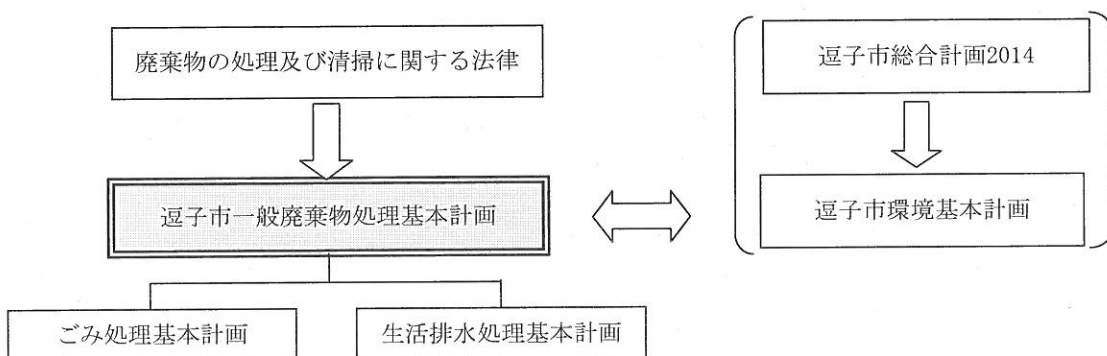 廃棄物の処理及び清掃に関する法律
逗子市総合計画2014
逗子市一般廃棄物処理基本計画
逗子市環境基本計画
ごみ処理基本計画
生活排水処理基本計画